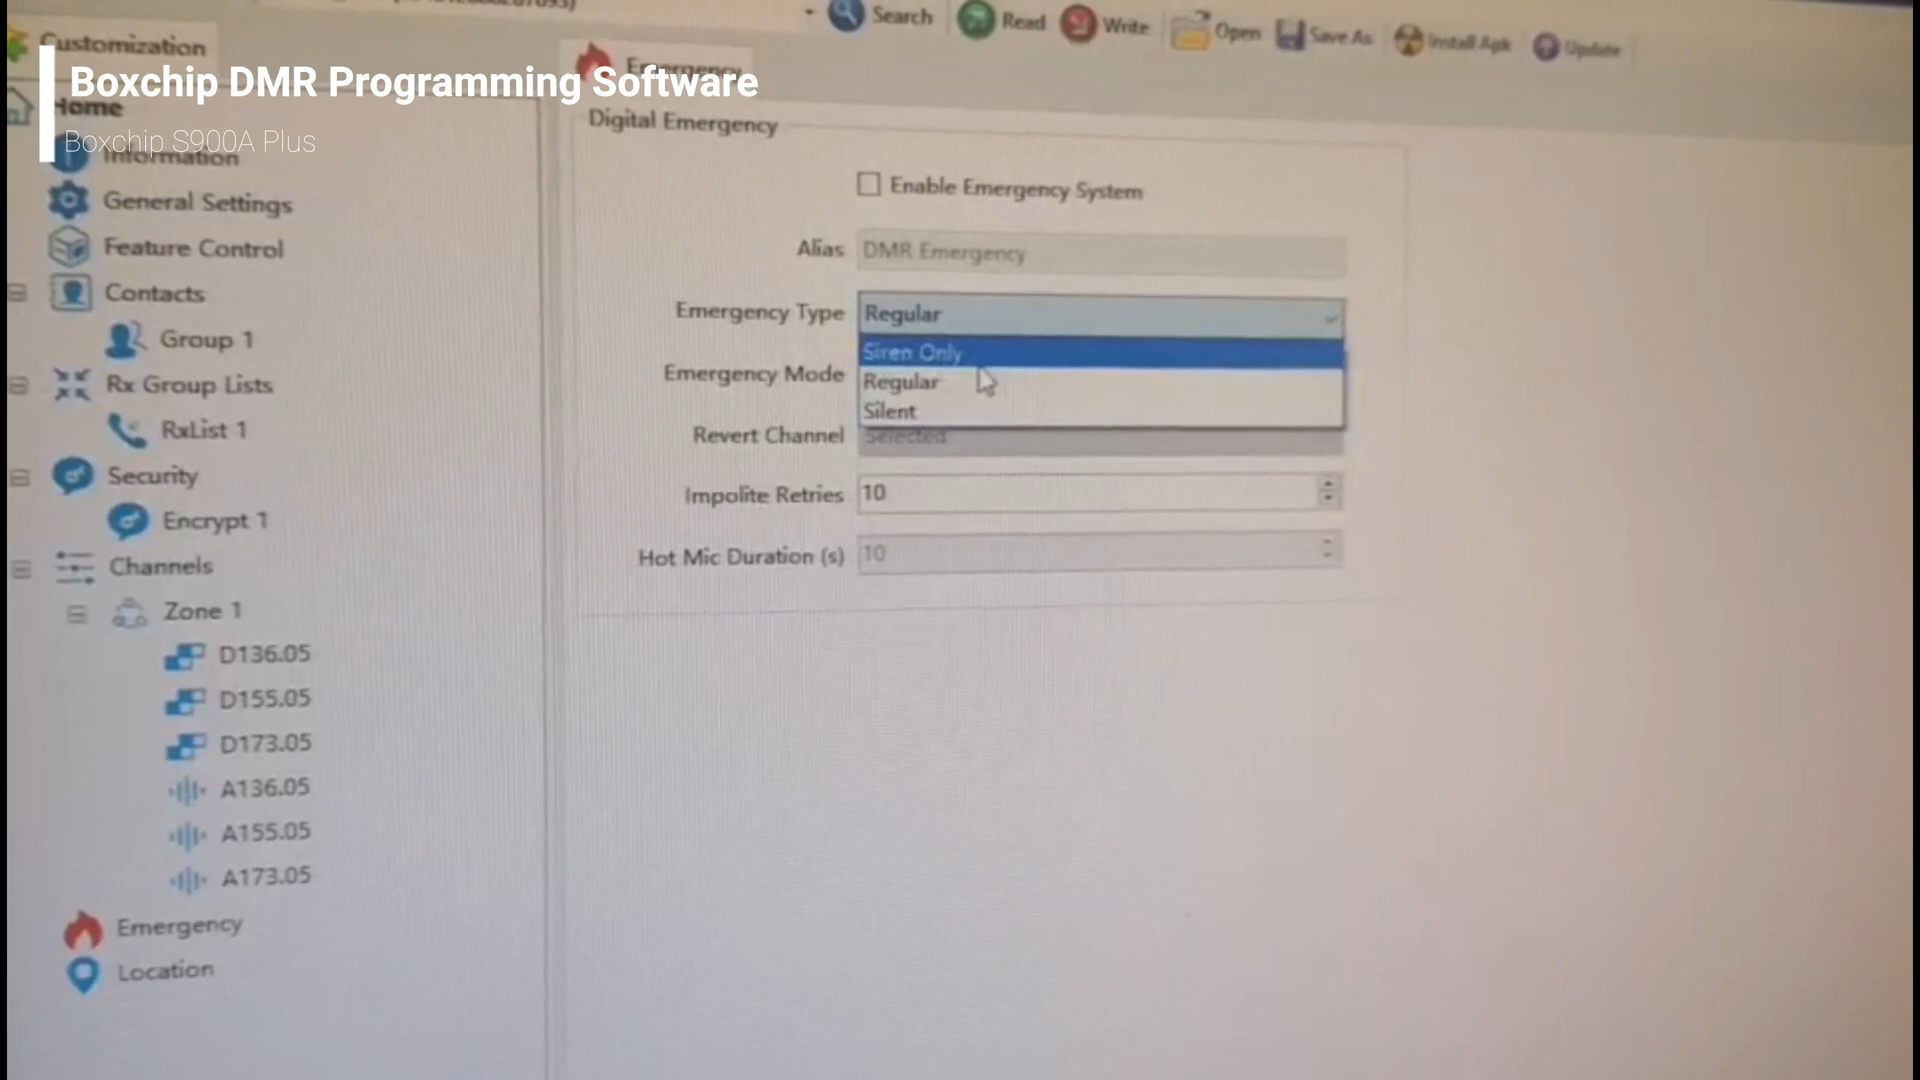 Search
Read
Write
Open
Save As
Install Apk
Update
Customization
Emergency
Boxchip DMR Programming Software
Boxchip S900A Plus
Home
Information
General Settings
Feature Control
Contacts
Group 1
Rx Group Lists
RxList 1
Security
Encrypt 1
Channels
Zone 1
D136.05
D155.05
D173.05
A136.05
A155.05
A173.05
Emergency
Location
Digital Emergency
Enable Emergency System
Alias DMR Emergency
Emergency Type Regular
Siren Only
Regular
Silent
Emergency Mode
Revert Channel Selected
Impolite Retries 10
Hot Mic Duration (s) 10